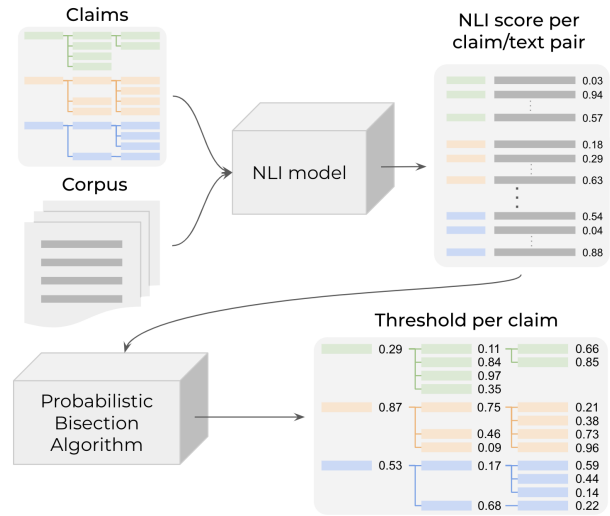 Claims
Corpus
NLI model
NLI score per
claim/text pair
0.03
0.94
0.57
0.18
0.29
0.63
0.54
0.04
0.88
Probabilistic
Bisection
Algorithm
Threshold per claim
0.29 0.11 0.66
0.84 0.85
0.97
0.35
0.87 0.75 0.21
0.38
0.46 0.73
0.09 0.96
0.53 0.17 0.59
0.44
0.14
0.68 0.22